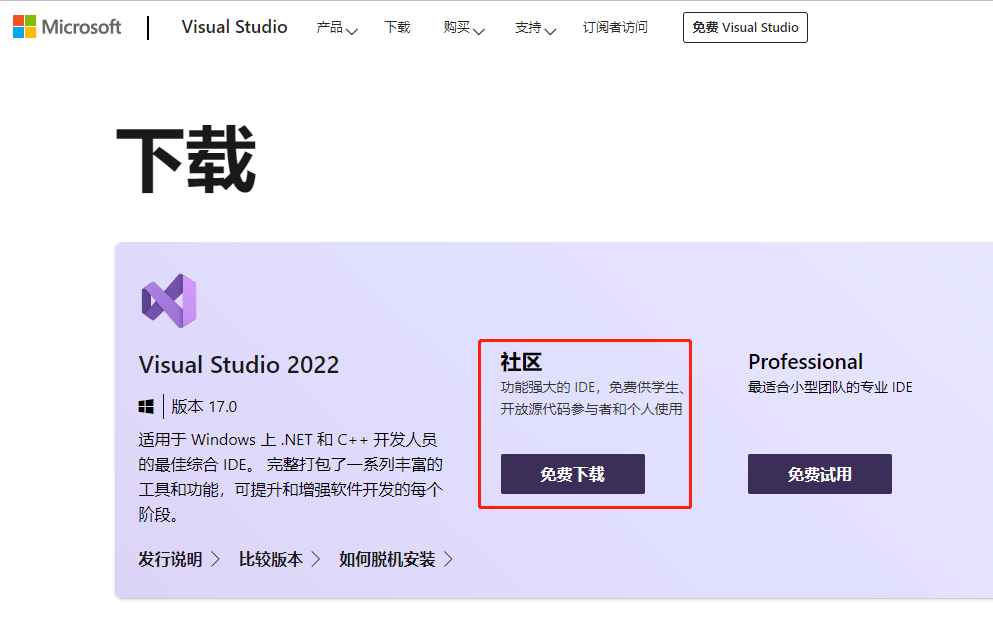 Microsoft
Visual Studio
产品
下载
购买
支持
订阅者访问
免费 Visual Studio
下载
Visual Studio 2022
版本 17.0
适用于 Windows 上 .NET 和 C++ 开发人员
的最佳综合 IDE。 完整打包了一系列丰富的
工具和功能，可提升和增强软件开发的每个
阶段。
发行说明
比较版本
如何脱机安装
社区
功能强大的 IDE，免费供学生、
开放源代码参与者和个人使用
免费下载
Professional
最适合小型团队的专业 IDE
免费试用